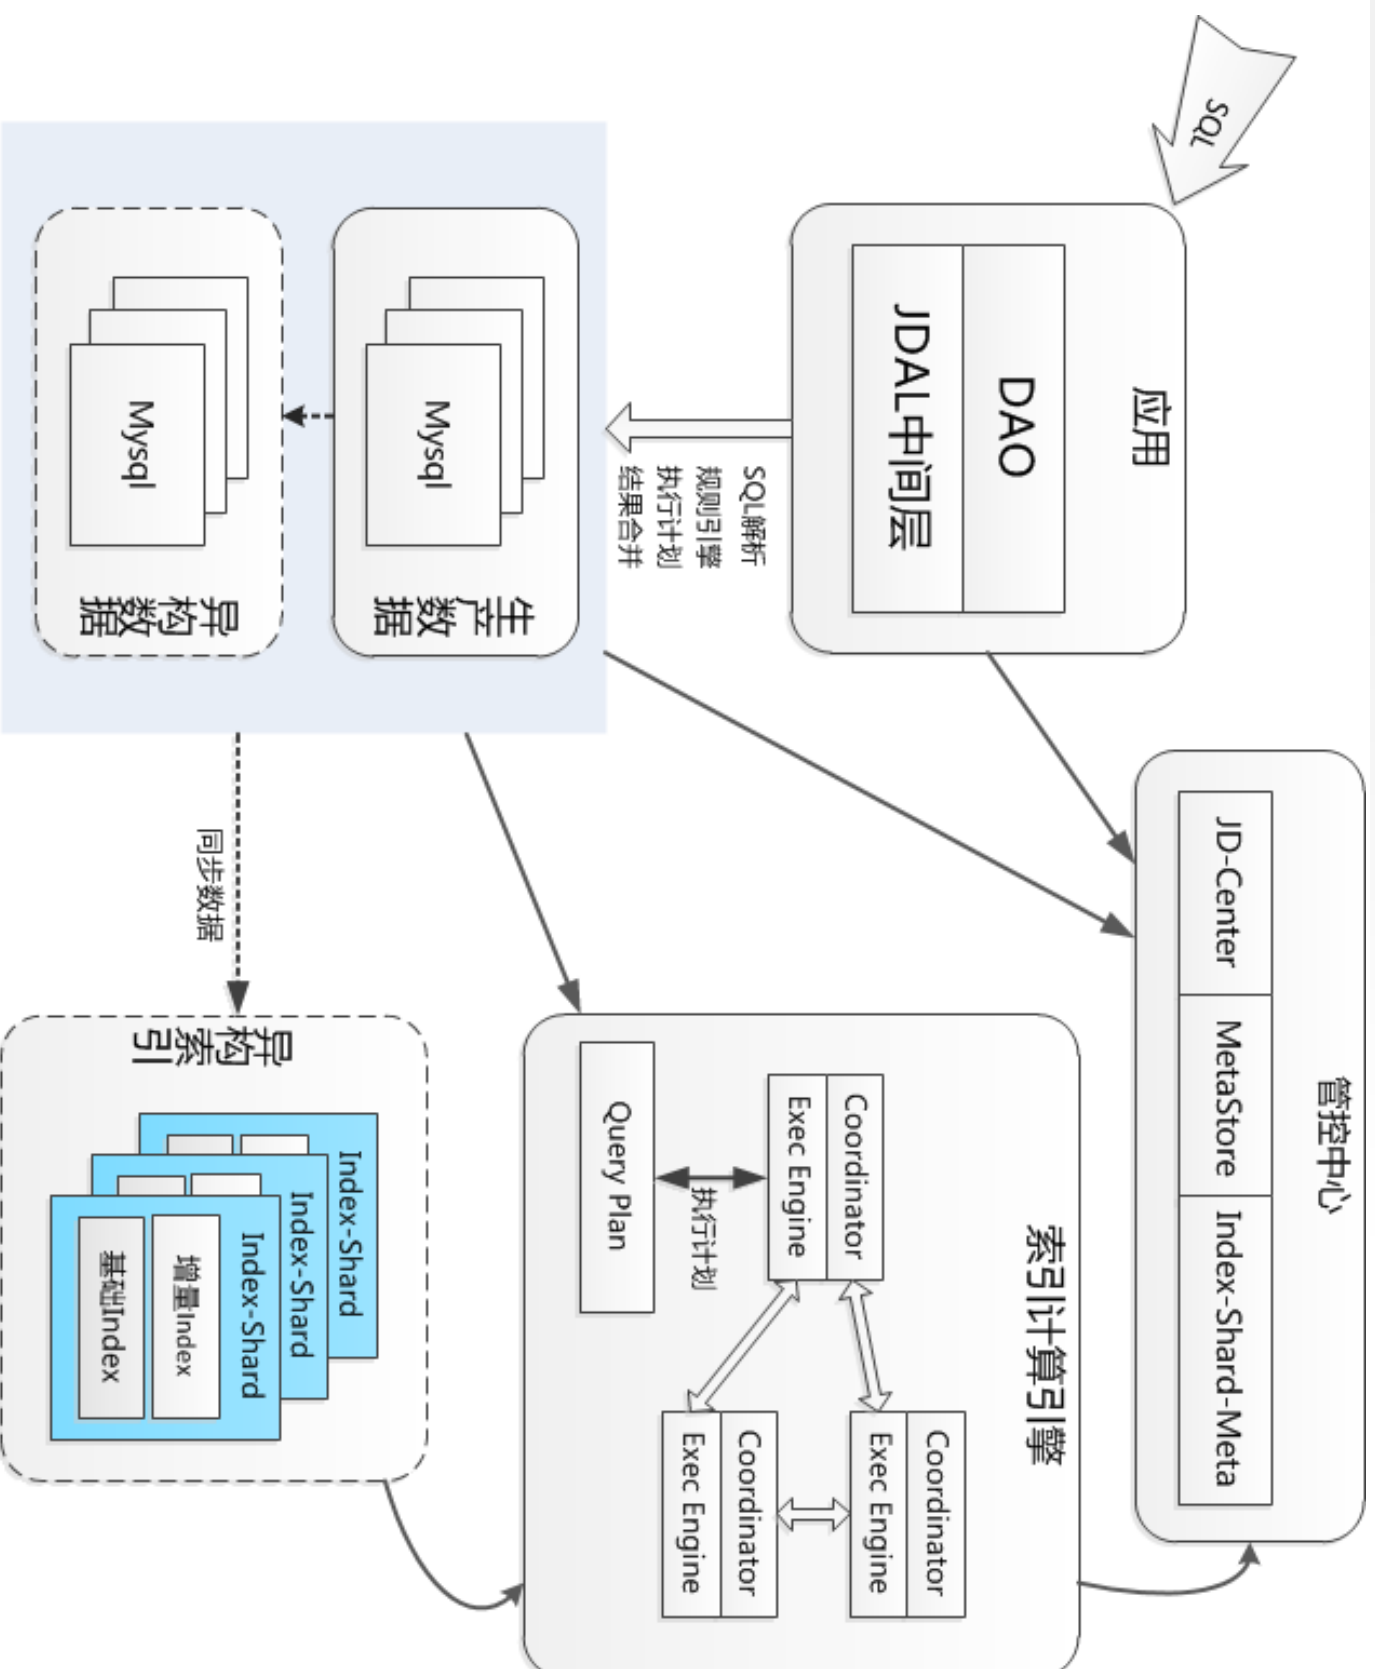 SQL
应用
DAO
JDAL中间层
SQL解析
规则引擎
执行计划
结果合并
Mysql
生产数
据
Mysql
异构数
据
同步数据
管控中心
JD-Center
MetaStore
Index-Shard-Meta
索引计算引擎
Coordinator
Exec Engine
执行计划
Query Plan
Coordinator
Exec Engine
Coordinator
Exec Engine
异构索
引
Index-Shard
Index-Shard
Index-Shard
增量Index
基础Index